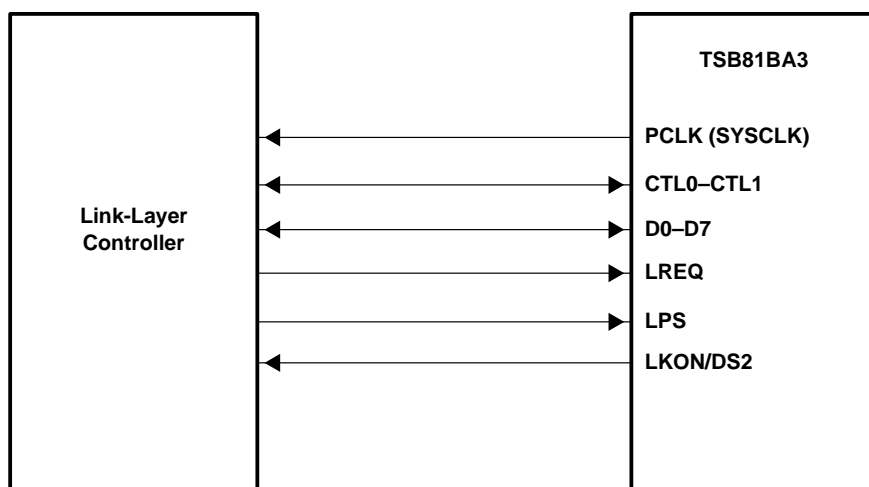 TSB81BA3
PCLK (SYSCLK)
CTL0–CTL1
Link-Layer
Controller
D0–D7
LREQ
LPS
LKON/DS2